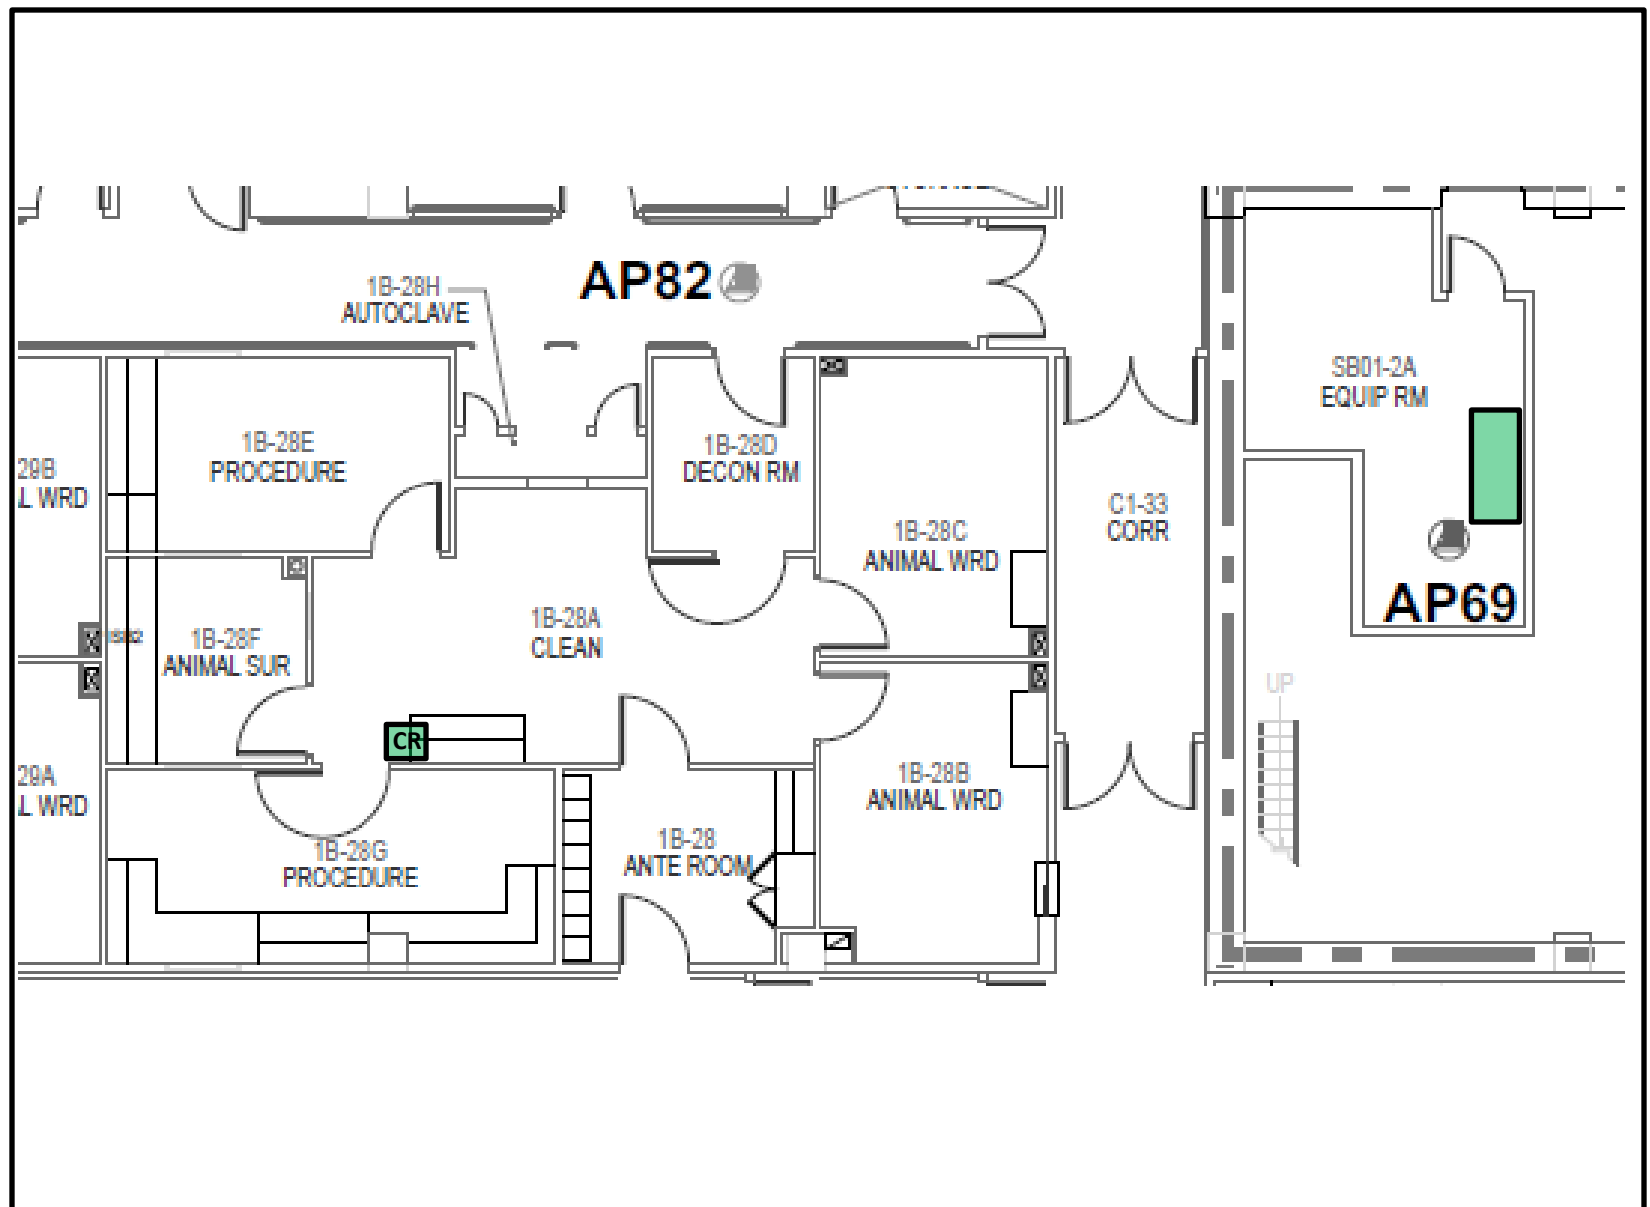 AP82
1B-28H
AUTOCLAVE
SB01-2A
EQUIP RM
1B-28E
PROCEDURE
1B-28D
DECON RM
29B
L WRD
C1-33
CORR
1B-28C
ANIMAL WRD
AP69
1B-28A
CLEAN
1B-28F
ANIMAL SUR
UP
CR
29A
L WRD
1B-28B
ANIMAL WRD
1B-28
ANTE ROOM
1B-28G
PROCEDURE